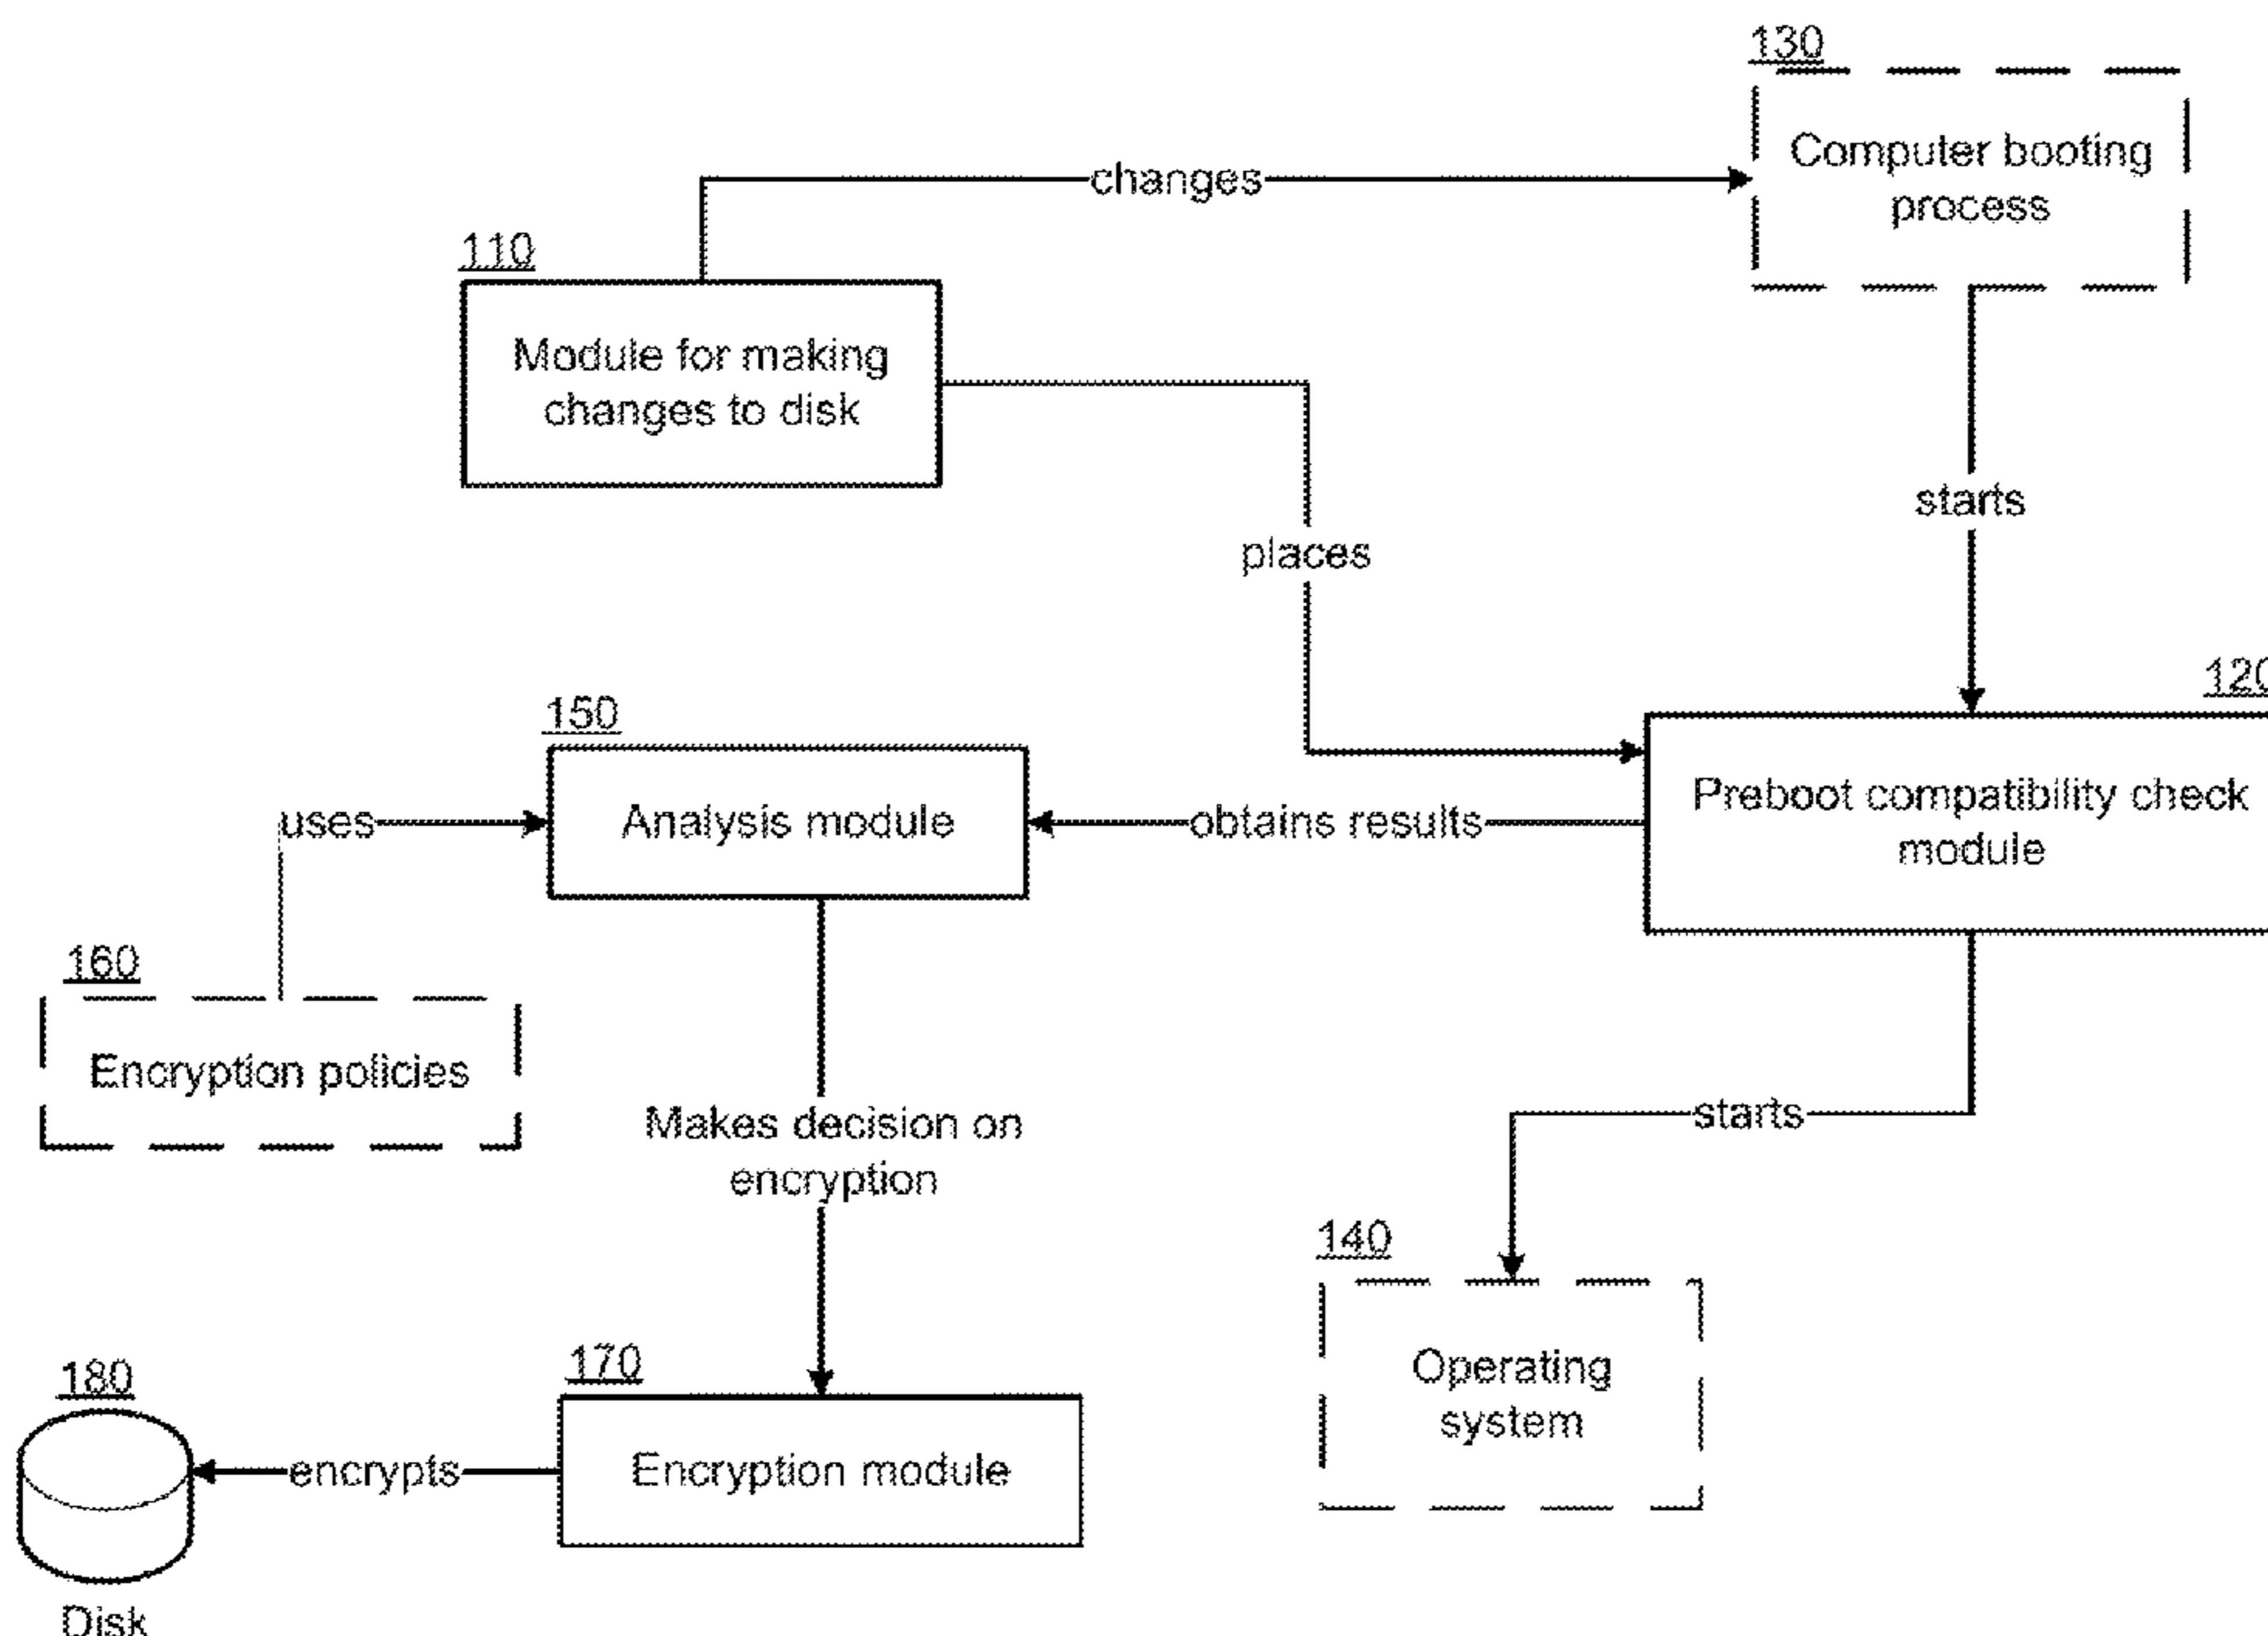 130
Computer booting
process
changes
110
Module for making
changes to disk
starts
places
120
150
Preboot compatibility check
module
uses
Analysis module
obtains results
160
Encryption policies
Makes decision on
encryption
starts
140
Operating
system
180
170
encrypts
Encryption module
Disk